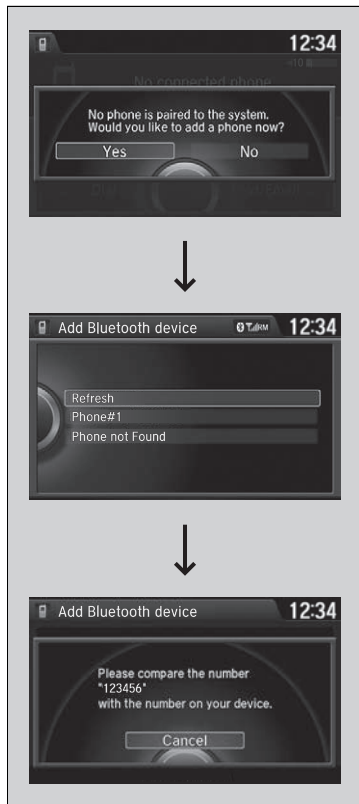 12:34
No connected phone
No phone is paired to the system.
Would you like to add a phone now?
Yes No
Dial
Add Bluetooth device 12:34
Refresh
Phone#1
Phone not Found
Add Bluetooth device 12:34
Please compare the number
"123456"
with the number on your device.
Cancel